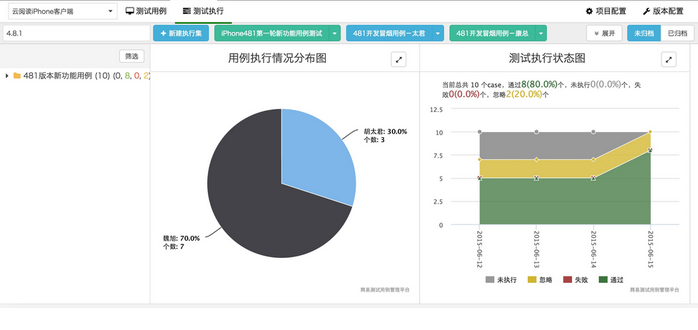 云阅读iPhone客户端
测试用例
测试执行
项目配置
版本配置
4.8.1
新建执行集
iPhone481第一轮新功能用例测试
481开发冒烟用例－太君
481开发冒烟用例－康总
展开
未归档
已归档
筛选
481版本新功能用例 (10) (0, 8, 0, 2)
用例执行情况分布图
胡太君: 30.0%
个数: 3
魏旭: 70.0%
个数: 7
网易测试用例管理平台
测试执行状态图
当前总共 10 个case，通过8(80.0%)个，未执行0(0.0%)个，失
败0(0.0%)个，忽略2(20.0%)个
12.5
10
7.5
5
2.5
0
2015-06-12
2015-06-13
2015-06-14
2015-06-15
未执行
忽略
失败
通过
网易测试用例管理平台